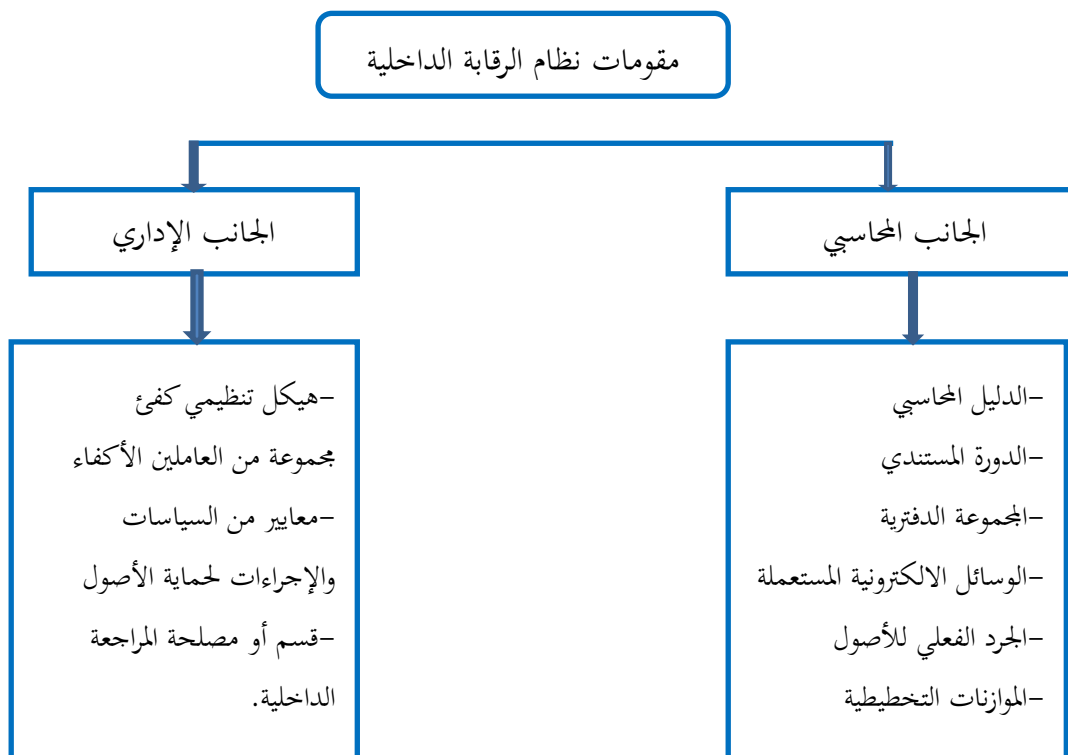 مقومات نظام الرقابة الداخلية
الجانب المحاسبي
الجانب الإداري
-الدليل المحاسبي
-الدورة المستندي
-المجموعة الدفترية
-الوسائل الالكترونية المستعملة
-الجرد الفعلي للأصول
-الموازنات التخطيطية
-هيكل تنظيمي كفئ
مجموعة من العاملين الأكفاء
-معايير من السياسات
والإجراءات لحماية الأصول
-قسم أو مصلحة المراجعة
الداخلية.